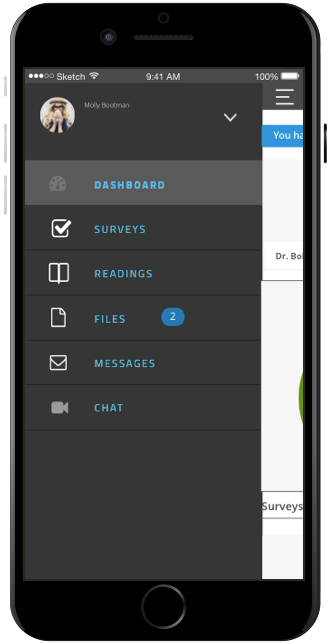 Sketch 9:41 AM 100%
Molly Bootman
You ha
DASHBOARD
SURVEYS
Dr. Bo
READINGS
FILES 2
MESSAGES
CHAT
Surveys